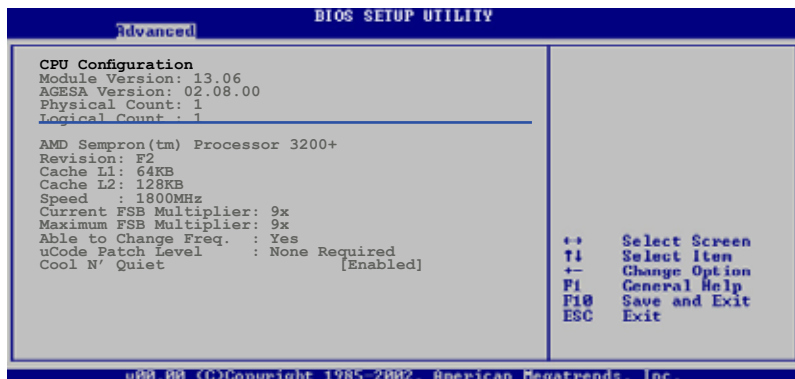 BIOS SETUP UTILITY
Advanced
CPU Configuration
Module Version: 13.06
AGESA Version: 02.08.00
Physical Count: 1
Logical Count : 1
AMD Sempron(tm) Processor 3200+
Revision: F2
Cache L1: 64KB
Cache L2: 128KB
Speed : 1800MHz
Current FSB Multiplier: 9x
Maximum FSB Multiplier: 9x
Able to Change Freq. : Yes
uCode Patch Level : None Required
Cool N' Quiet [Enabled]
↔ Select Screen
↑↓ Select Item
+- Change Option
F1 General Help
F10 Save and Exit
ESC Exit
v00.00 (C)Copyright 1985-2002, American Megatrends, Inc.